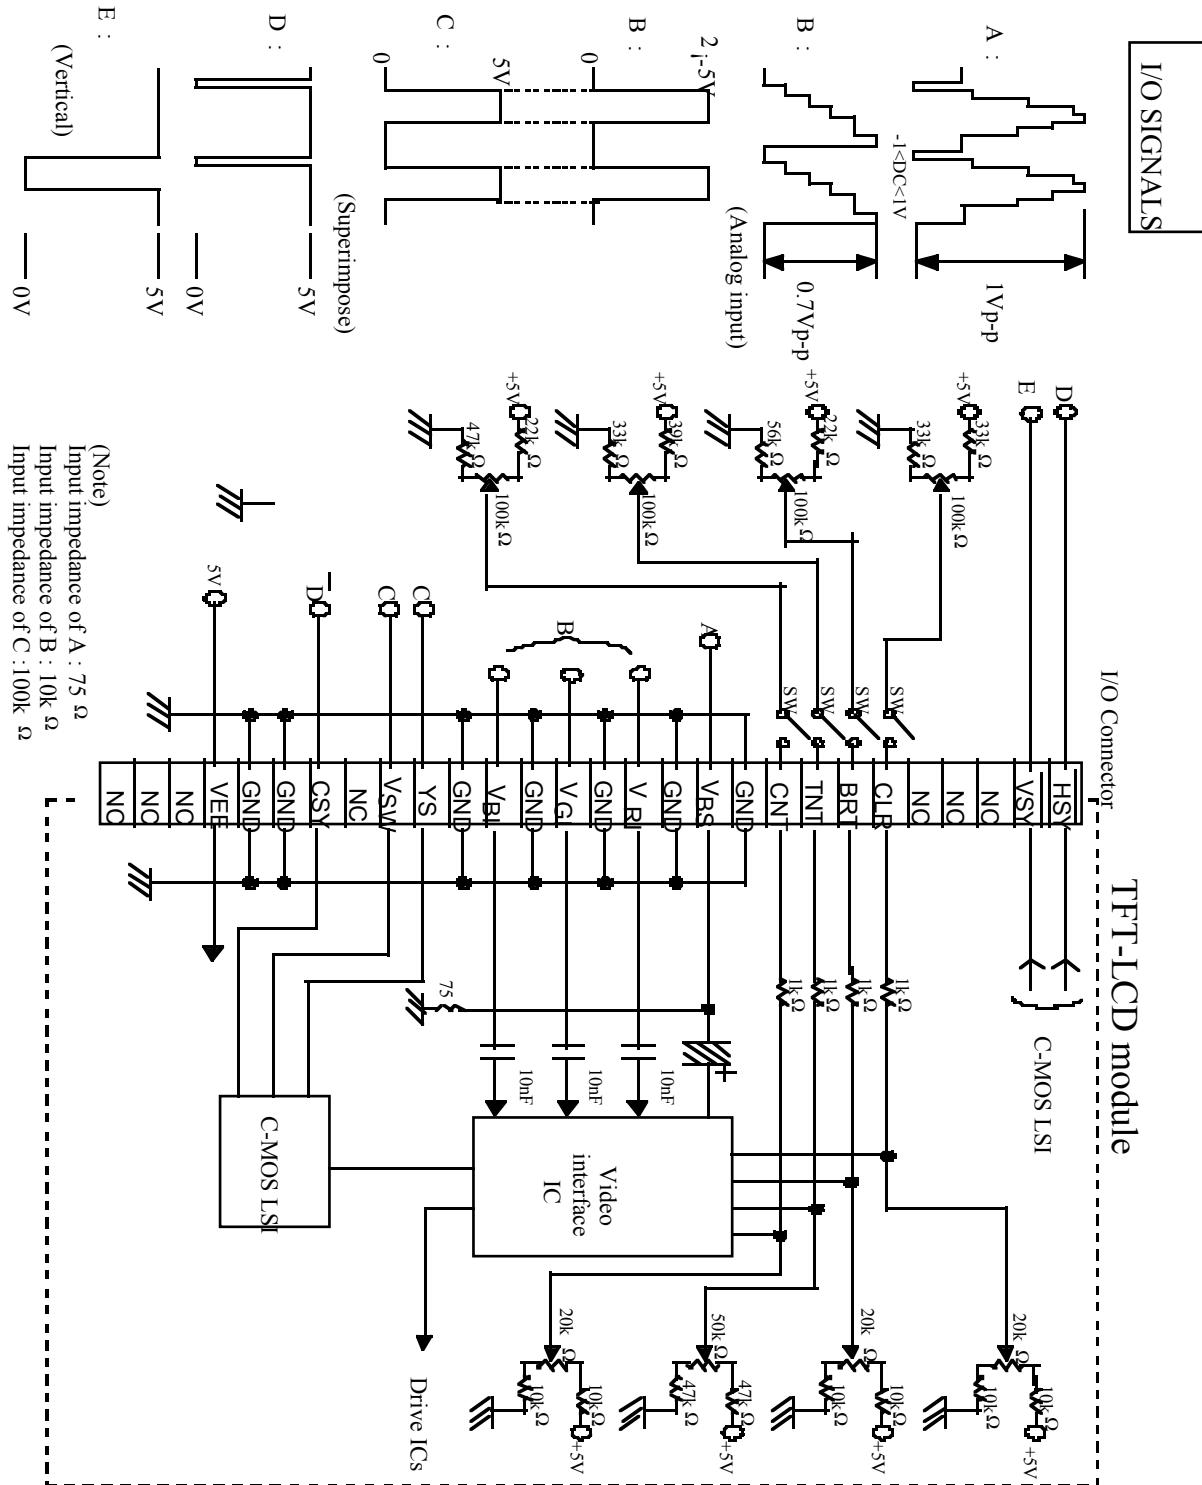 I/O SIGNALS
A :
1Vp-p
-1<DC<1V
B :
0.7Vp-p
(Analog input)
2 ¡-5V
B :
0
5V
C :
0
(Superimpose)
D :
5V
0V
E :
(Vertical)
5V
0V
TFT-LCD module
I/O Connector
D
E
HSY
VSY
NC
NC
NC
CLR
BRT
TNT
CNT
GND
VBS
GND
V RI
GND
V GI
GND
VBI
GND
YS
VSW
NC
CSY
GND
GND
VEE
NC
NC
NC
C-MOS LSI
+5V
33k Ω
33k Ω
100k Ω
+5V
22k Ω
56k Ω
100k Ω
+5V
39k Ω
33k Ω
100k Ω
+5V
22k Ω
47k Ω
100k Ω
SW
SW
SW
SW
A
B
C
C
D
5V
1k Ω
1k Ω
1k Ω
1k Ω
75
10nF
10nF
10nF
Video
interface
IC
C-MOS LSI
Drive ICs
20k Ω
10k Ω
10k Ω
+5V
20k Ω
10k Ω
10k Ω
+5V
50k Ω
47k Ω
47k Ω
+5V
20k Ω
10k Ω
10k Ω
+5V
(Note)
Input impedance of A : 75 Ω
Input impedance of B : 10k Ω
Input impedance of C :100k Ω